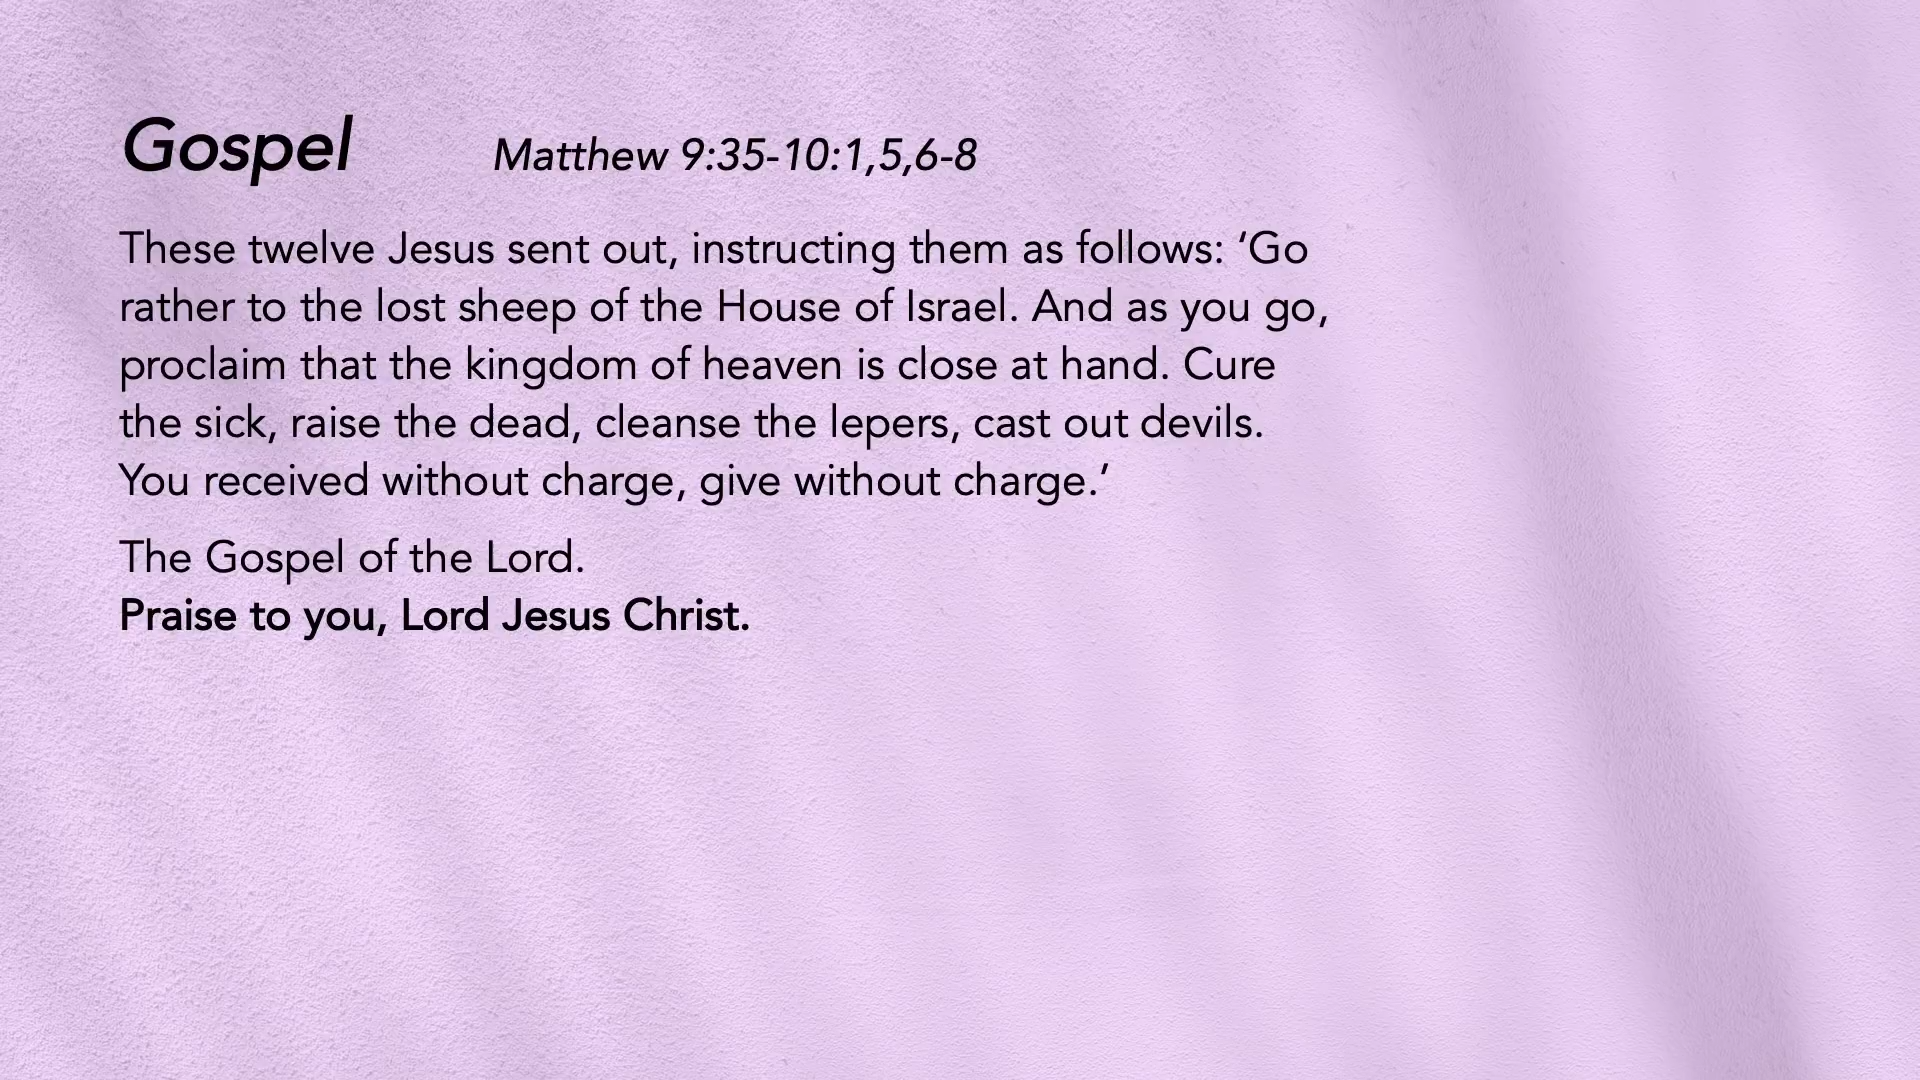 Gospel Matthew 9:35-10:1,5,6-8
These twelve Jesus sent out, instructing them as follows: ‘Go
rather to the lost sheep of the House of Israel. And as you go,
proclaim that the kingdom of heaven is close at hand. Cure
the sick, raise the dead, cleanse the lepers, cast out devils.
You received without charge, give without charge.’
The Gospel of the Lord.
Praise to you, Lord Jesus Christ.